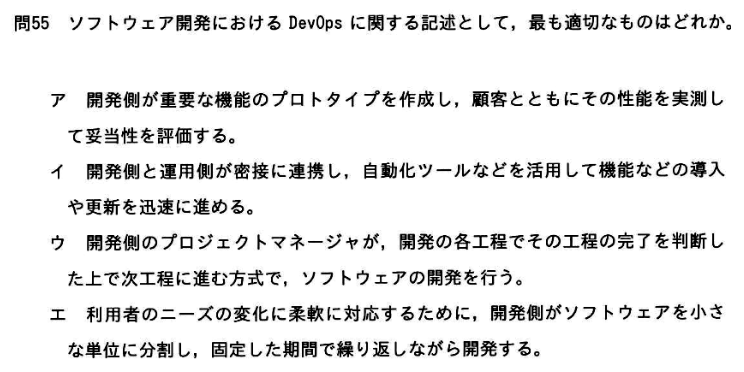 問55 ソフトウェア開発における DevOps に関する記述として，最も適切なものはどれか。
ア 開発側が重要な機能のプロトタイプを作成し，顧客とともにその性能を実測し
て妥当性を評価する。
イ 開発側と運用側が密接に連携し，自動化ツールなどを活用して機能などの導入
や更新を迅速に進める。
ウ 開発側のプロジェクトマネージャが，開発の各工程でその工程の完了を判断し
た上で次工程に進む方式で，ソフトウェアの開発を行う。
エ 利用者のニーズの変化に柔軟に対応するために，開発側がソフトウェアを小さ
な単位に分割し，固定した期間で繰り返しながら開発する。